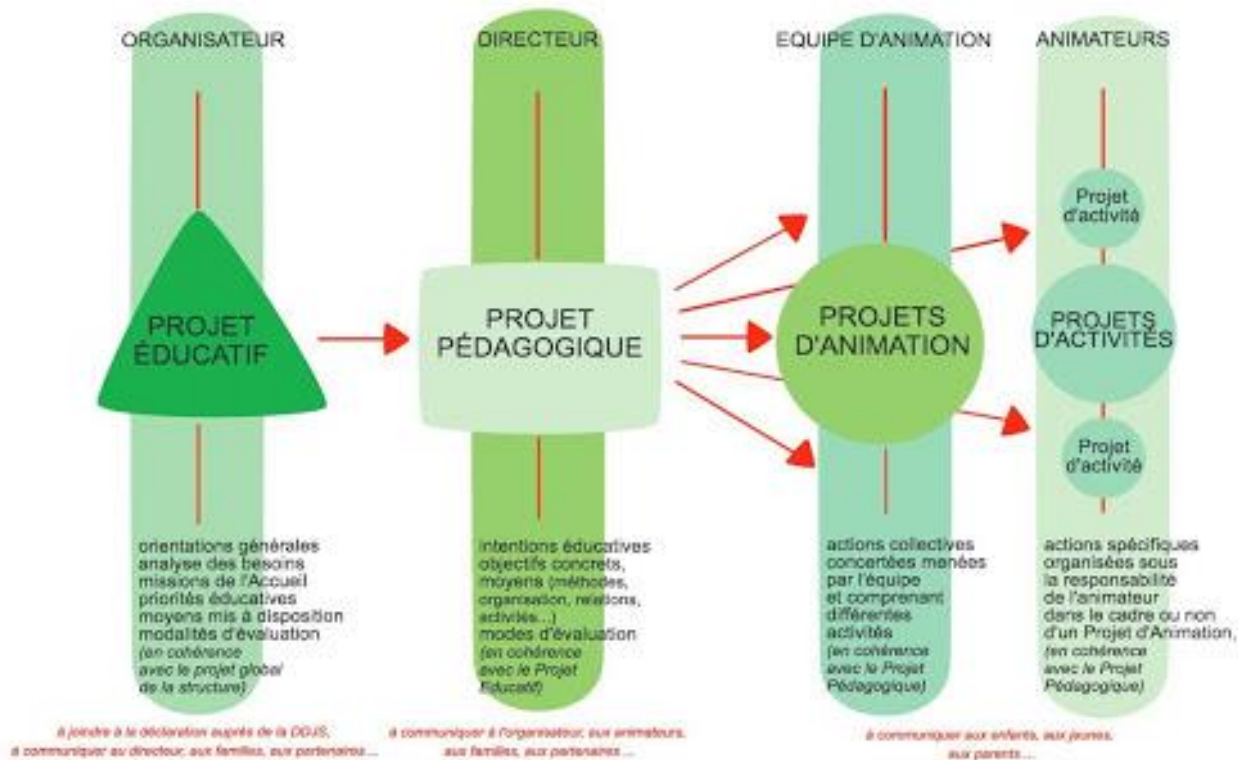 ORGANISATEUR
PROJET
ÉDUCATIF
orientations générales
analyse des besoins
missions de l'Accueil
priorités éducatives
moyens mis à disposition
modalités d'évaluation
(en cohérence
avec le projet global
de la structure)
à joindre à la déclaration auprès de la DDJS,
à communiquer au directeur, aux familles, aux partenaires ...
DIRECTEUR
PROJET
PÉDAGOGIQUE
intentions éducatives
objectifs concrets,
moyens (méthodes,
organisation, relations,
activités...)
modes d'évaluation
(en cohérence
avec le Projet
Educatif)
à communiquer à l'organisateur, aux animateurs,
aux familles, aux partenaires ...
EQUIPE D'ANIMATION
PROJETS
D'ANIMATION
actions collectives
concertées menées
par l'équipe
et comprenant
différentes
activités
(en cohérence
avec le Projet
Pédagogique)
ANIMATEURS
Projet
d'activité
PROJETS
D'ACTIVITÉS
Projet
d'activité
actions spécifiques
organisées sous
la responsabilité
de l'animateur
dans le cadre ou non
d'un Projet d'Animation,
(en cohérence
avec le Projet
Pédagogique)
à communiquer aux enfants, aux jeunes,
aux parents ...